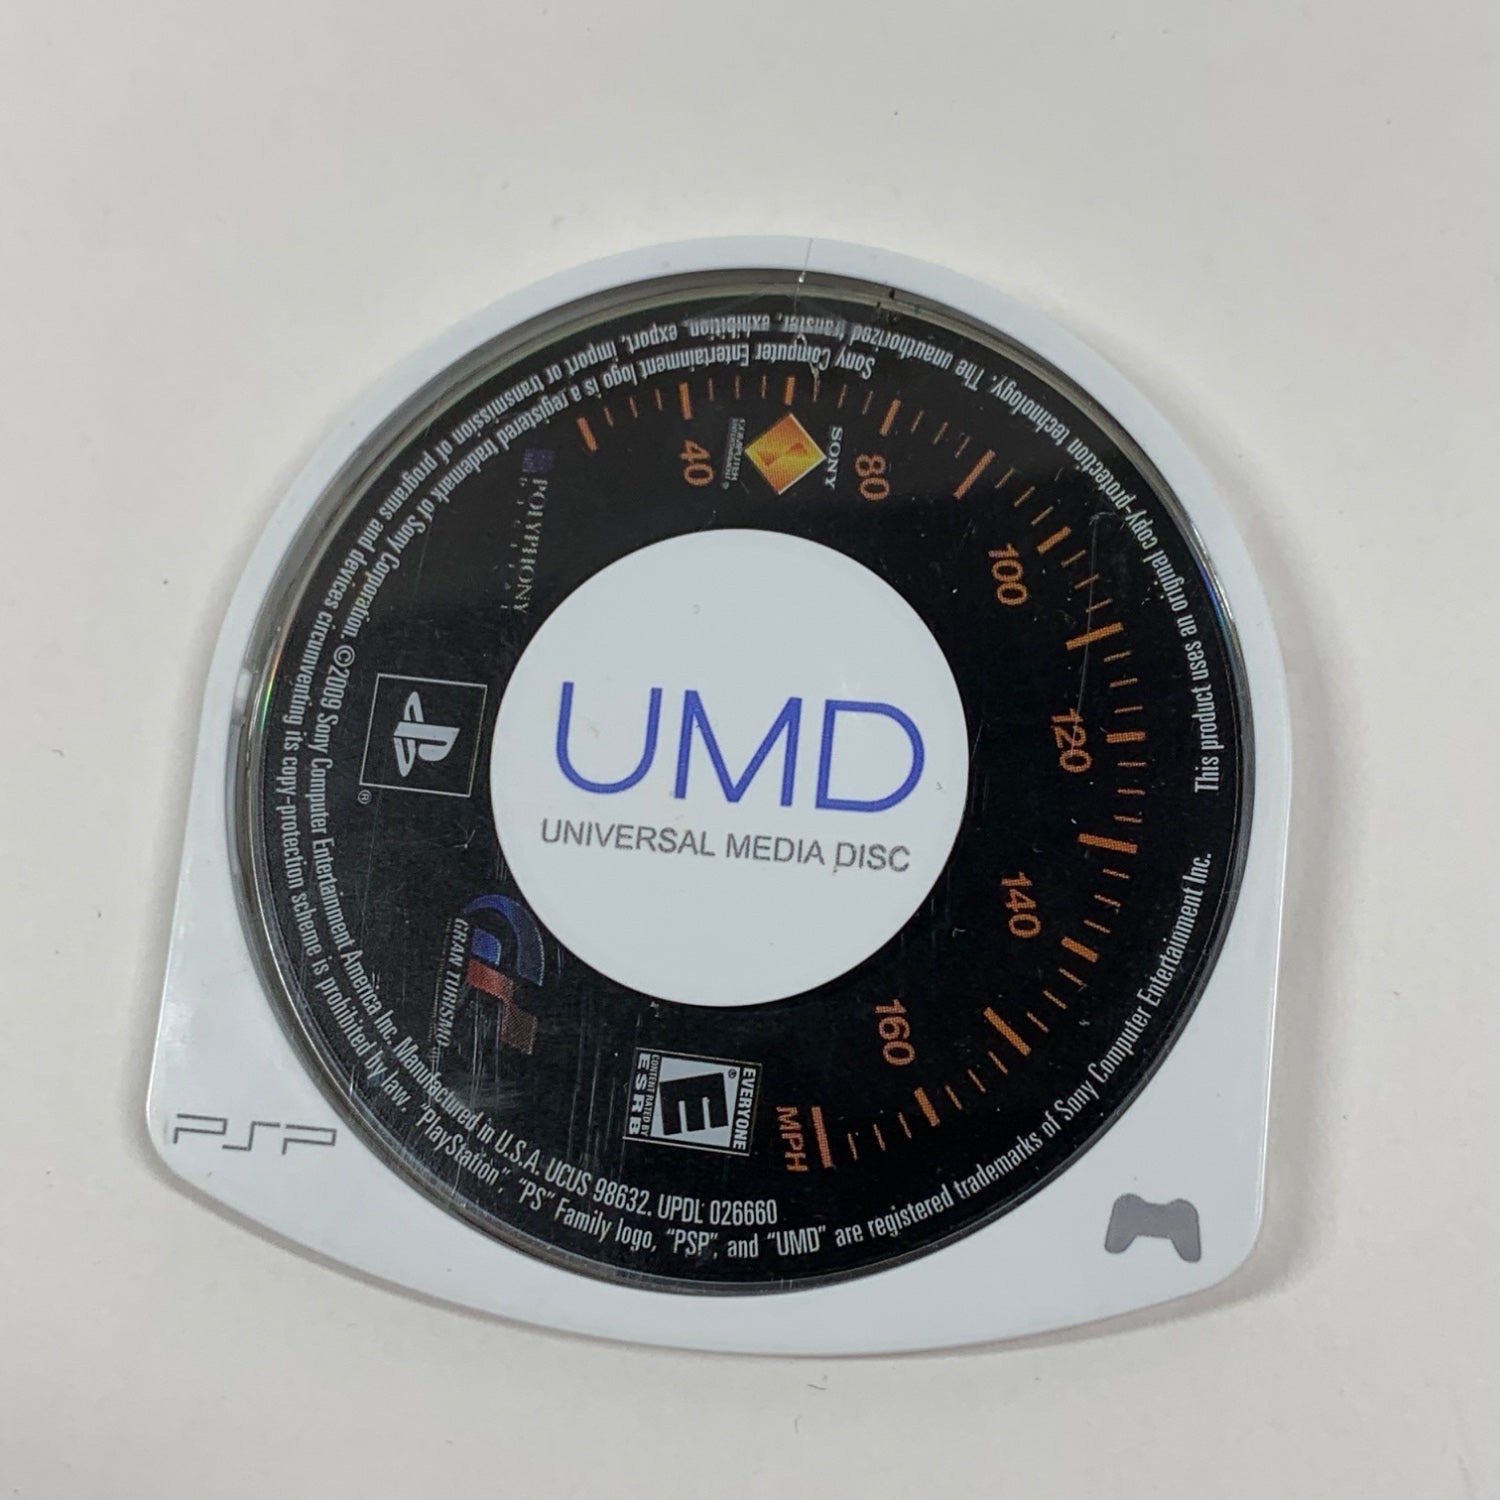 UMD
UNIVERSAL MEDIA DISC
PSP
40
80
100
120
140
160
MPH
SONY
COMPUTER
ENTERTAINMENT
POLYPHONY
®
GRAN TURISMO
EVERYONE
E
®
CONTENT RATED BY
ESRB
This product uses an original copy-protection technology. The unauthorized transfer, exhibition, export, import or transmission of programs and devices circumventing its copy-protection scheme is prohibited by law. "PlayStation", "PS" Family logo, "PSP", and "UMD" are registered trademarks of Sony Computer Entertainment Inc.
Sony Computer Entertainment logo is a registered trademark of Sony Corporation. ©2009 Sony Computer Entertainment America Inc. Manufactured in U.S.A. UCUS 98632. UPDL 026660